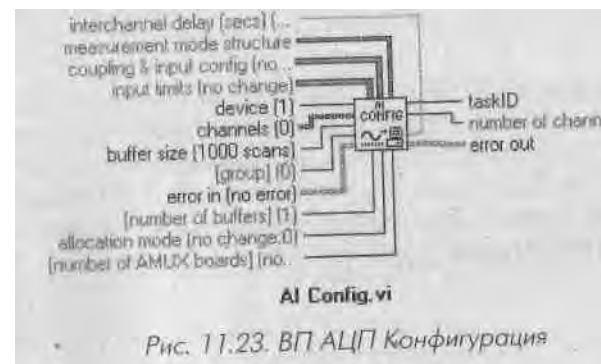 interchannel delay (secs) (...
measurement mode structure
coupling & input config (no ..
input limits (no change)
device (1)
channels (0)
buffer size (1000 scans)
[group] (0)
error in (no error)
[number of buffers] (1)
allocation mode (no change:0)
[number of AMUX boards] (no..
AI
CONFIG
taskID
number of chann
error out
AI Config.vi
Рис. 11.23. ВП АЦП Конфигурация